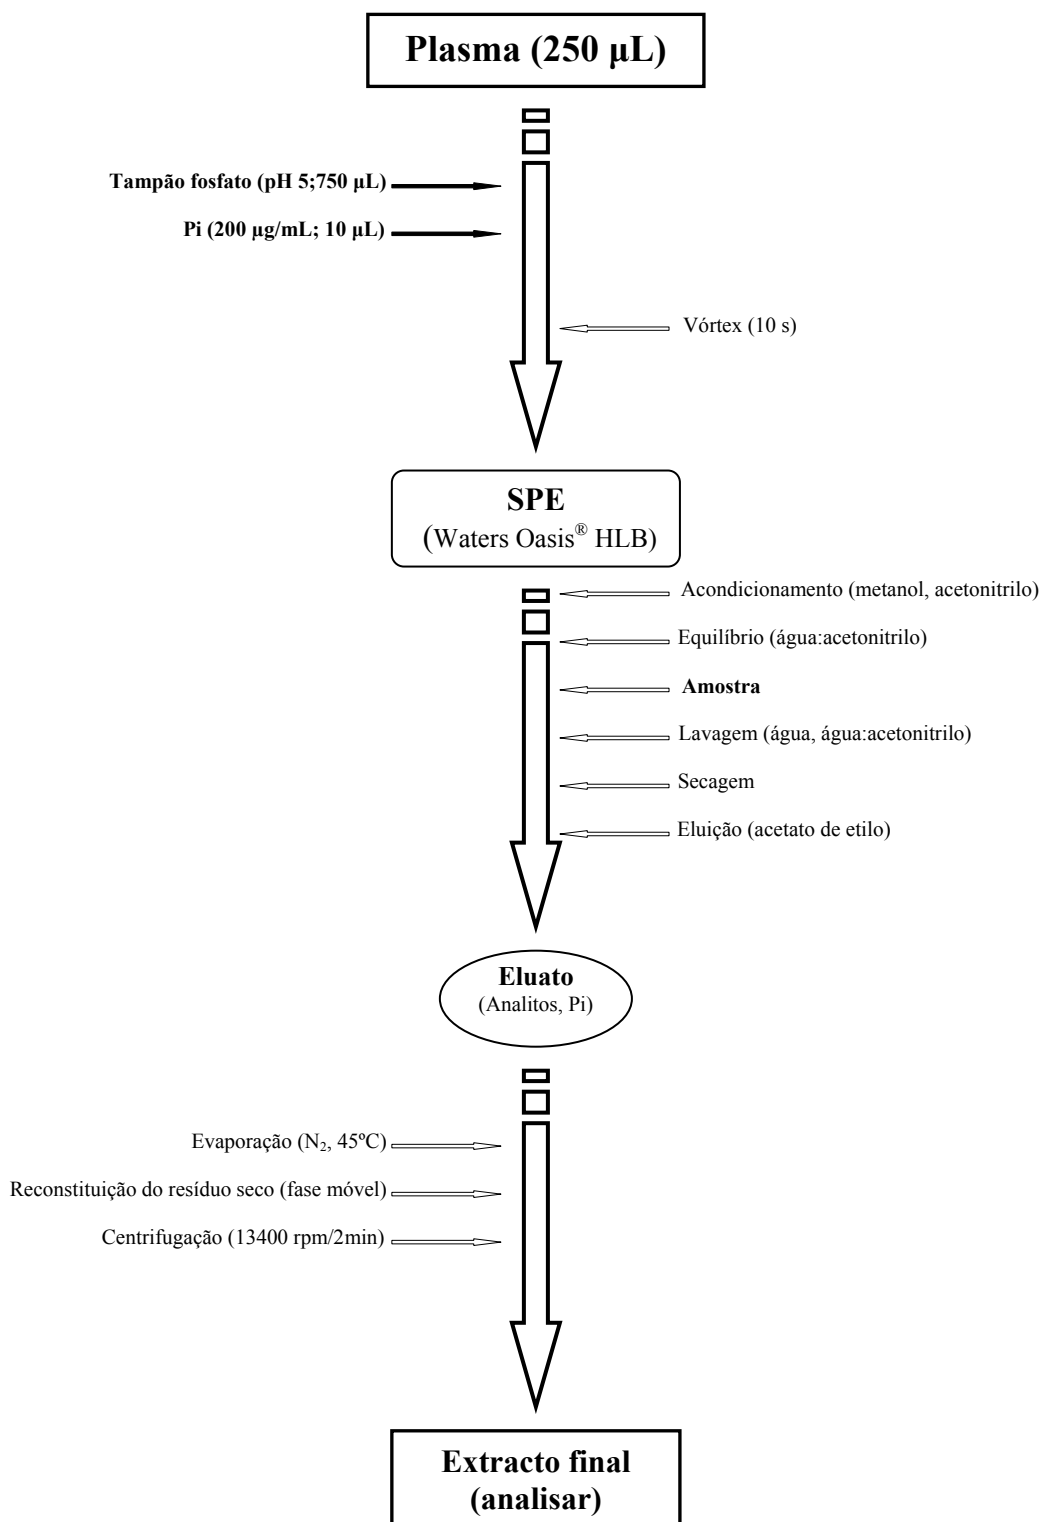 Plasma (250 µL)
Tampão fosfato (pH 5;750 µL)
Pi (200 µg/mL; 10 µL)
Vórtex (10 s)
SPE
(Waters Oasis® HLB)
Acondicionamento (metanol, acetonitrilo)
Equilíbrio (água:acetonitrilo)
Amostra
Lavagem (água, água:acetonitrilo)
Secagem
Eluição (acetato de etilo)
Eluato
(Analitos, Pi)
Evaporação (N₂, 45ºC)
Reconstituição do resíduo seco (fase móvel)
Centrifugação (13400 rpm/2min)
Extracto final
(analisar)